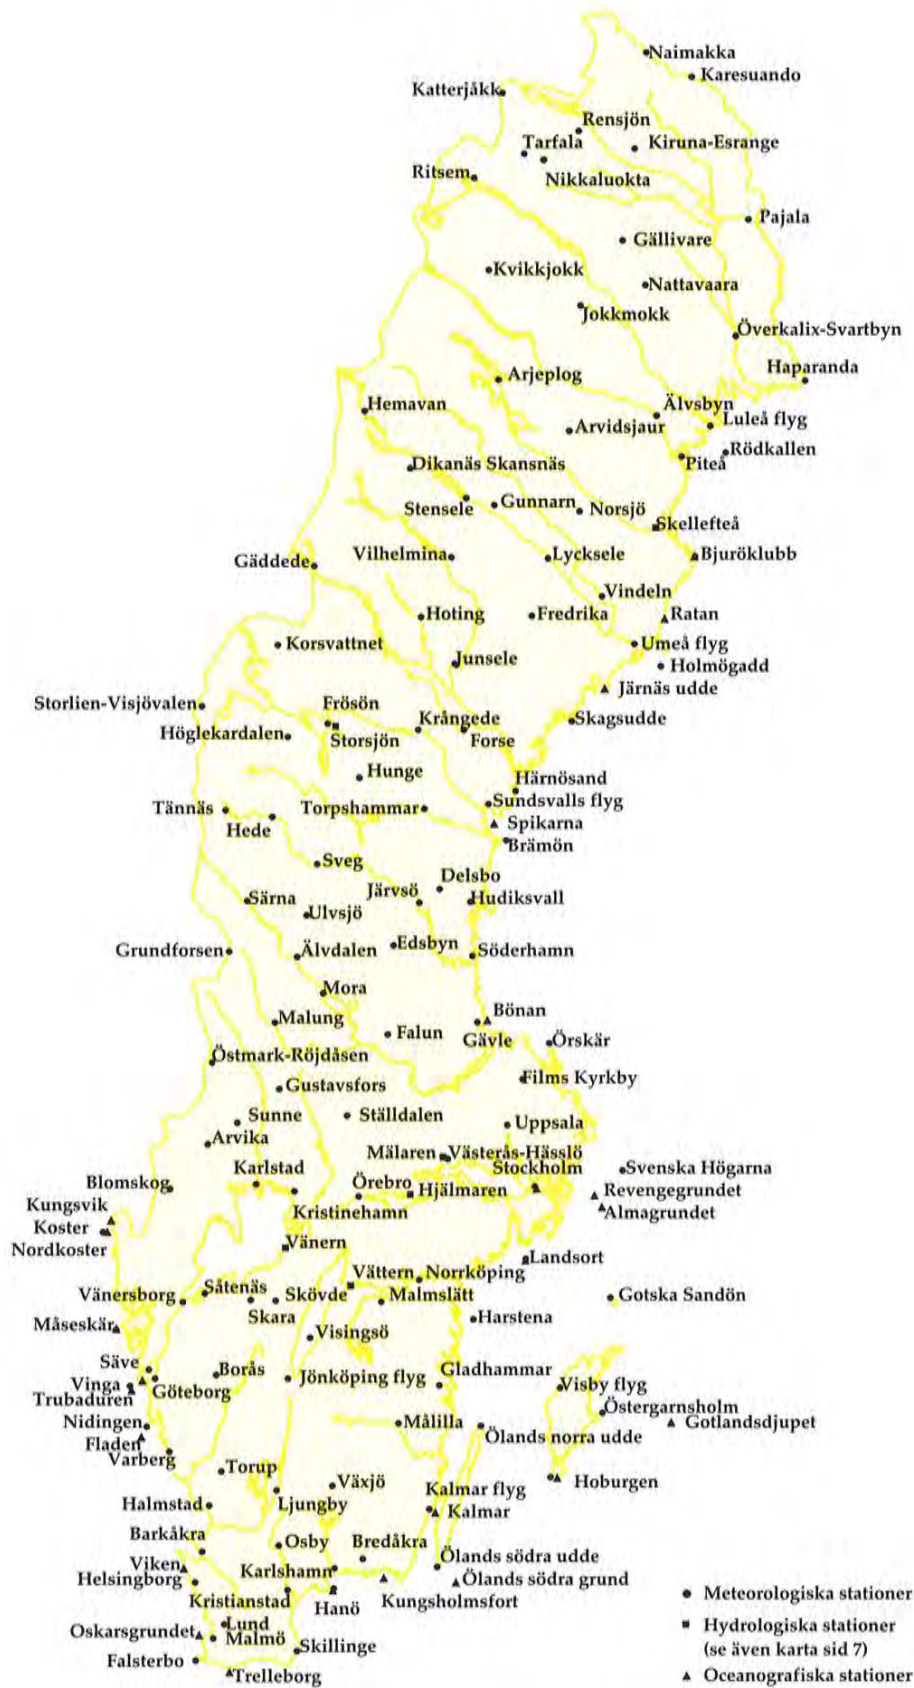 Naimakka
Karesuando
Katterjåkk
Rensjön
Tarfala
Kiruna-Esrange
Ritsem
Nikkaluokta
Pajala
Gällivare
Kvikkjokk
Nattavaara
Jokkmokk
Överkalix-Svartbyn
Haparanda
Arjeplog
Hemavan
Älvsbyn
Luleå flyg
Arvidsjaur
Rödkallen
Piteå
Dikanäs Skansnäs
Stensele
Gunnarn
Norsjö
Skellefteå
Gäddede
Vilhelmina
Lycksele
Bjuröklubb
Vindeln
Hoting
Fredrika
Ratan
Korsvattnet
Umeå flyg
Junsele
Holmögadd
Järnäs udde
Storlien-Visjövalen
Frösön
Krångede
Skagsudde
Höglekardalen
Storsjön
Forse
Hunge
Härnösand
Tännäs
Torpshammar
Sundsvalls flyg
Hede
Spikarna
Brämön
Sveg
Delsbo
Särna
Järvsö
Hudiksvall
Ulvsjö
Grundforsen
Älvdalen
Edsbyn
Söderhamn
Mora
Malung
Falun
Bönan
Gävle
Örskär
Östmark-Röjdåsen
Films Kyrkby
Gustavsfors
Sunne
Ställdalen
Uppsala
Arvika
Mälaren
Västerås-Hässlö
Karlstad
Stockholm
Svenska Högarna
Blomskog
Örebro
Hjälmaren
Revengegrundet
Kungsvik
Kristinehamn
Almagrundet
Koster
Nordkoster
Vänern
Landsort
Vättern
Norrköping
Såtenäs
Vänersborg
Skövde
Malmslätt
Gotska Sandön
Skara
Harstena
Måseskär
Visingsö
Säve
Borås
Jönköping flyg
Gladhammar
Vinga
Göteborg
Visby flyg
Trubaduren
Östergarnsholm
Nidingen
Målilla
Gotlandsdjupet
Fladen
Ölands norra udde
Varberg
Torup
Växjö
Hoburgen
Halmstad
Ljungby
Kalmar flyg
Kalmar
Barkåkra
Osby
Bredåkra
Viken
Karlshamn
Ölands södra udde
Helsingborg
Ölands södra grund
Kristianstad
Hanö
Kungsholmsfort
Lund
Oskarsgrundet
Malmö
Skillinge
Falsterbo
Trelleborg
Meteorologiska stationer
Hydrologiska stationer
(se även karta sid 7)
Oceanografiska stationer